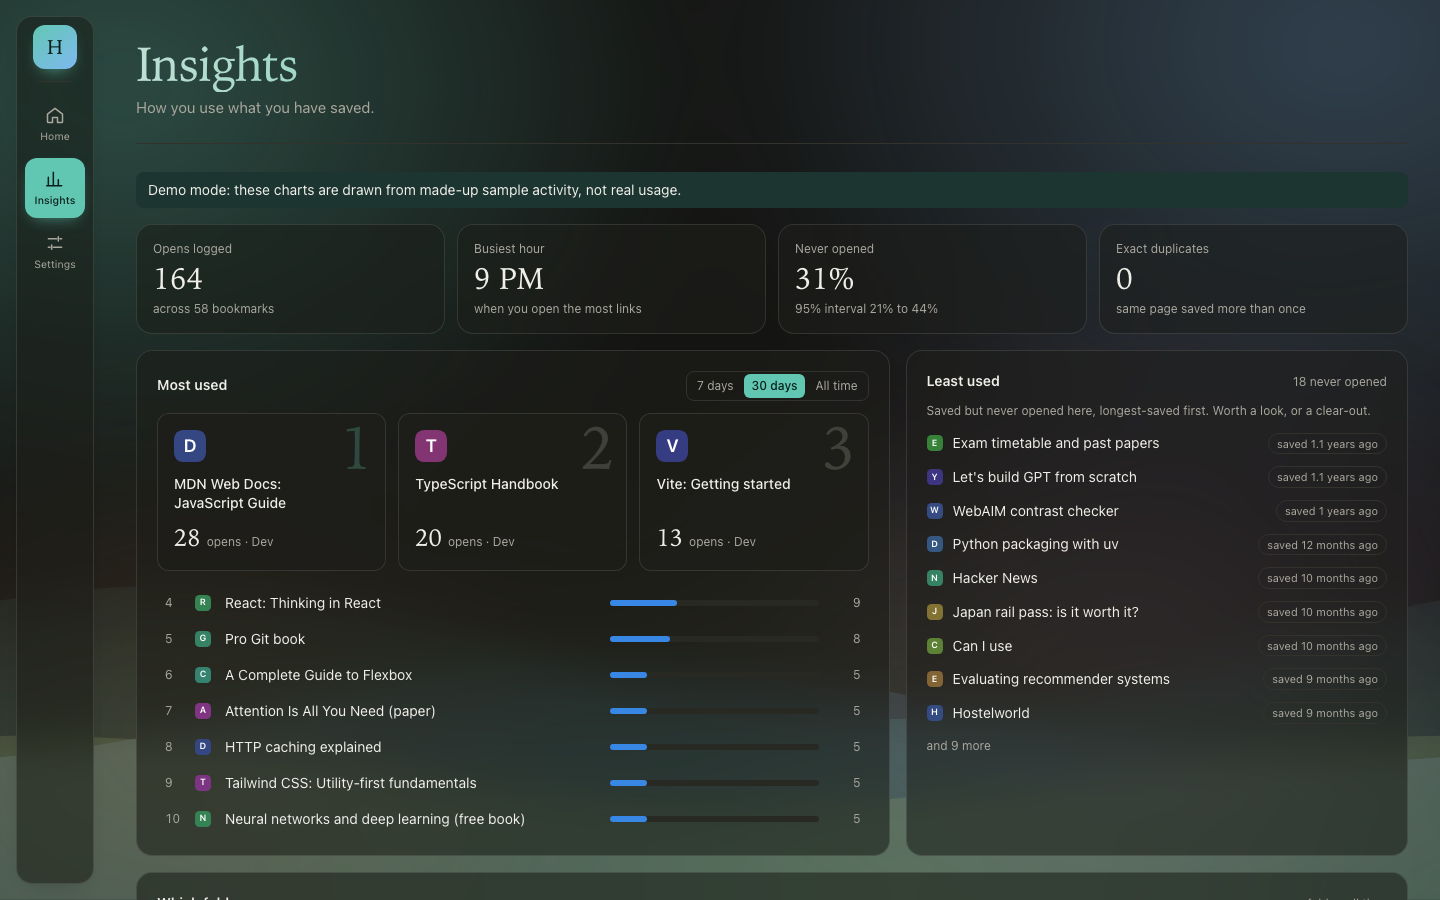 H
Home
Insights
Settings
Insights
How you use what you have saved.
Demo mode: these charts are drawn from made-up sample activity, not real usage.
Opens logged
164
across 58 bookmarks
Busiest hour
9 PM
when you open the most links
Never opened
31%
95% interval 21% to 44%
Exact duplicates
0
same page saved more than once
Most used
7 days 30 days All time
D 1
MDN Web Docs:
JavaScript Guide
28 opens · Dev
T 2
TypeScript Handbook
20 opens · Dev
V 3
Vite: Getting started
13 opens · Dev
4 R React: Thinking in React 9
5 G Pro Git book 8
6 C A Complete Guide to Flexbox 5
7 A Attention Is All You Need (paper) 5
8 D HTTP caching explained 5
9 T Tailwind CSS: Utility-first fundamentals 5
10 N Neural networks and deep learning (free book) 5
Least used 18 never opened
Saved but never opened here, longest-saved first. Worth a look, or a clear-out.
E Exam timetable and past papers saved 1.1 years ago
Y Let's build GPT from scratch saved 1.1 years ago
W WebAIM contrast checker saved 1 years ago
D Python packaging with uv saved 12 months ago
N Hacker News saved 10 months ago
J Japan rail pass: is it worth it? saved 10 months ago
C Can I use saved 10 months ago
E Evaluating recommender systems saved 9 months ago
H Hostelworld saved 9 months ago
and 9 more